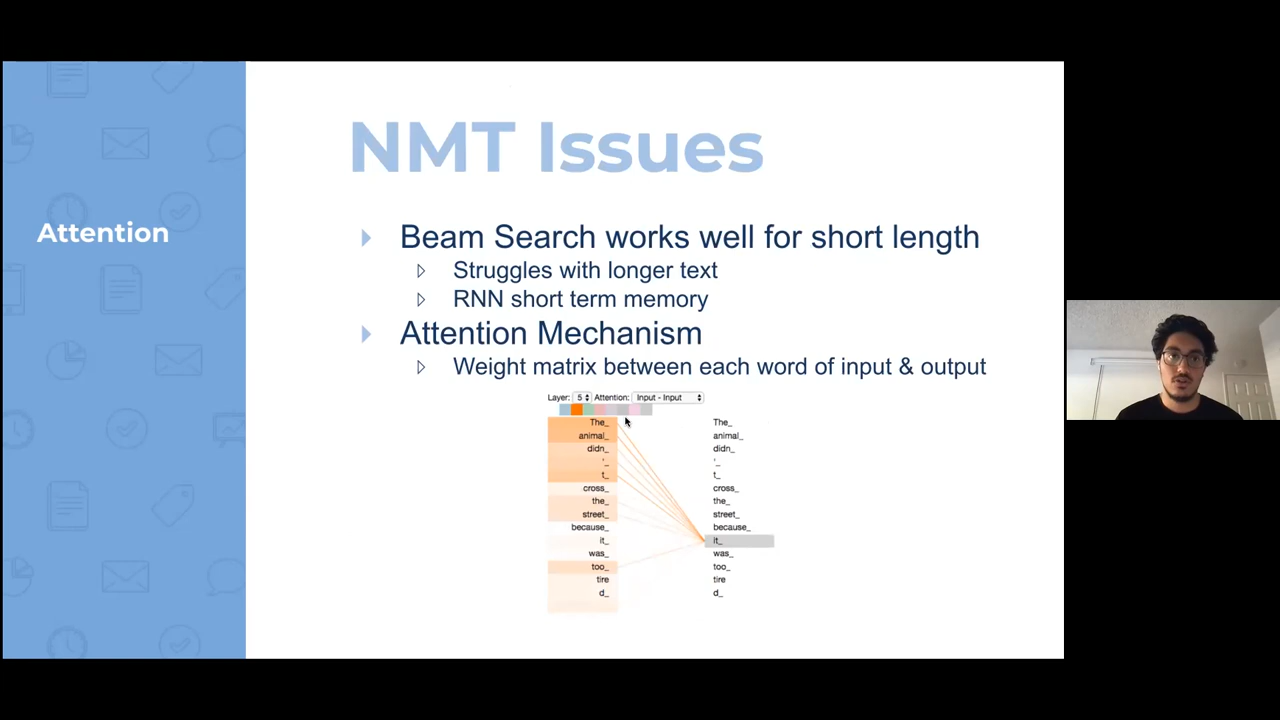 NMT Issues
Attention
Beam Search works well for short length
Struggles with longer text
RNN short term memory
Attention Mechanism
Weight matrix between each word of input & output
Layer: 5 Attention: Input - Input
The_ The_
animal_ animal_
didn_ didn_
'_ '_
t_ t_
cross_ cross_
the_ the_
street_ street_
because_ because_
it_ it_
was_ was_
too_ too_
tire tire
d_ d_